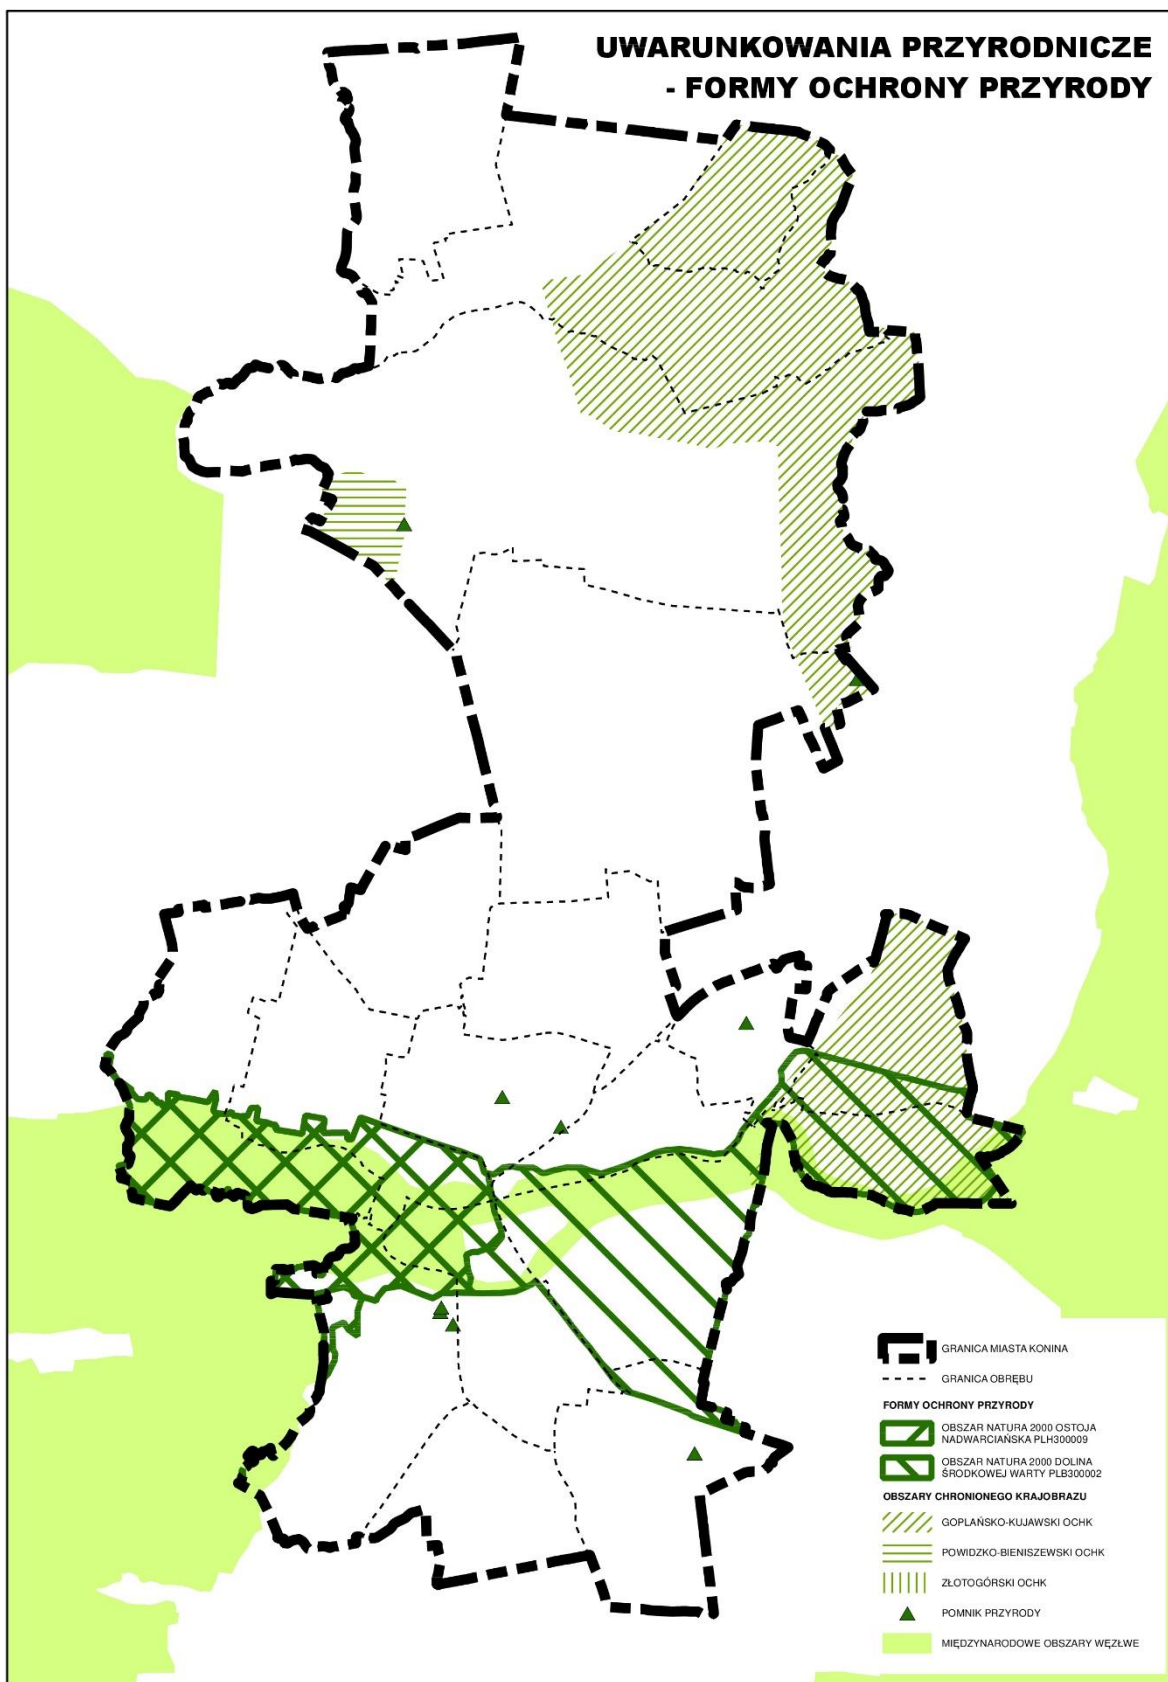 UWARUNKOWANIA PRZYRODNICZE
- FORMY OCHRONY PRZYRODY
GRANICA MIASTA KONINA
GRANICA OBRĘBU
FORMY OCHRONY PRZYRODY
OBSZAR NATURA 2000 OSTOJA
NADWARCIAŃSKA PLH300009
OBSZAR NATURA 2000 DOLINA
ŚRODKOWEJ WARTY PLB300002
OBSZARY CHRONIONEGO KRAJOBRAZU
GOPLAŃSKO-KUJAWSKI OCHK
POWIDZKO-BIENISZEWSKI OCHK
ZŁOTOGÓRSKI OCHK
POMNIK PRZYRODY
MIĘDZYNARODOWE OBSZARY WĘZŁWE